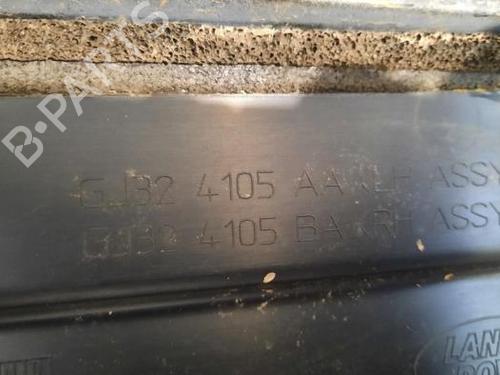 B-PARTS
GJ32 4105 AA LH ASSY
GJ32 4105 BA RH ASSY
LAN